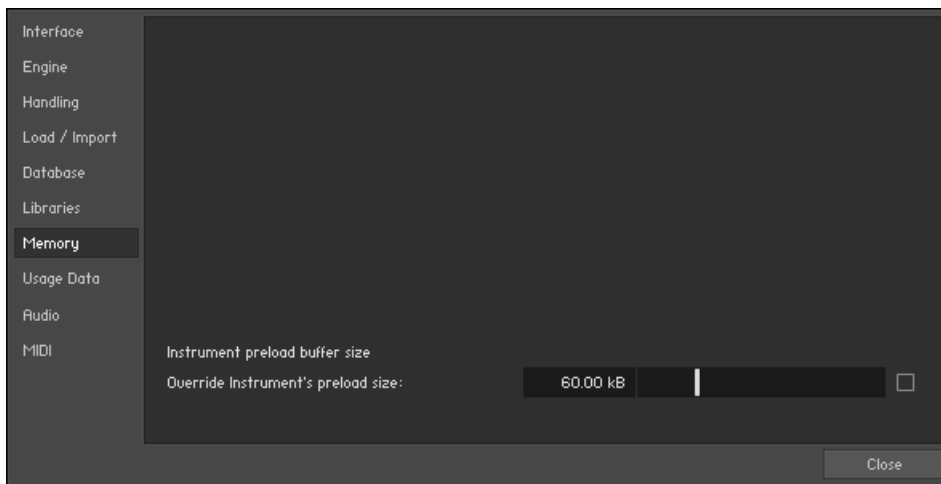 Interface
Engine
Handling
Load / Import
Database
Libraries
Memory
Usage Data
Audio
MIDI
Instrument preload buffer size
Override Instrument's preload size: 60.00 kB
Close